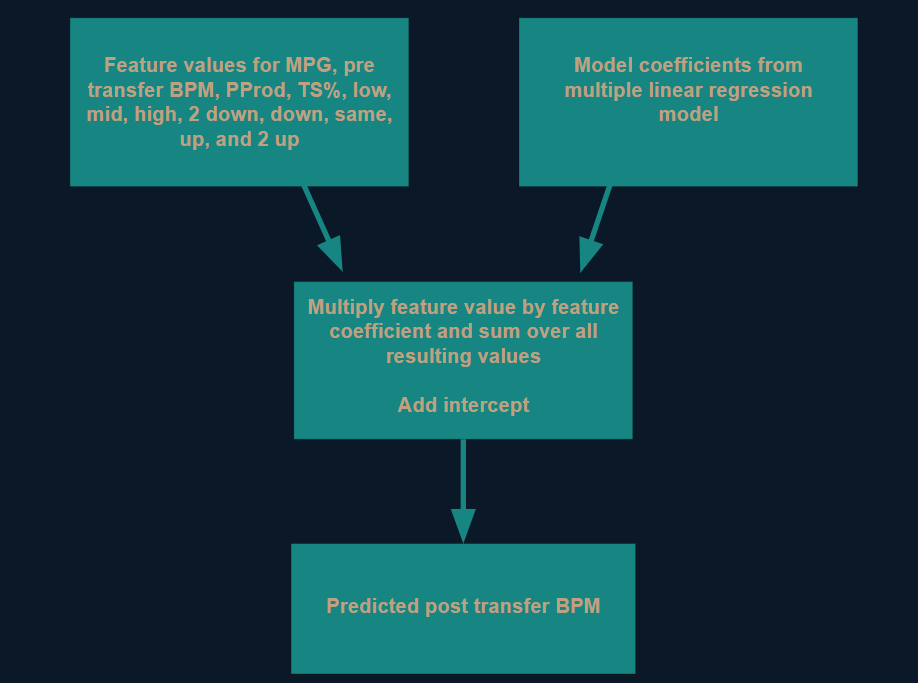 Feature values for MPG, pre
transfer BPM, PProd, TS%, low,
mid, high, 2 down, down, same,
up, and 2 up
Model coefficients from
multiple linear regression
model
Multiply feature value by feature
coefficient and sum over all
resulting values
Add intercept
Predicted post transfer BPM